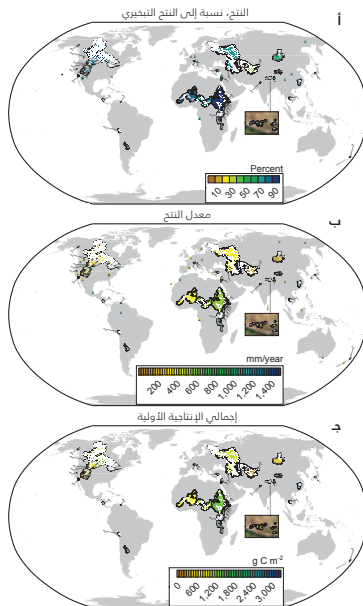 النتح، نسبة إلى النتح التبخيري
أ
Percent
10 30 50 70 90
ب
معدل النتح
mm/year
200 400 600 800 1,000 1,200 1,400
إجمالي الإنتاجية الأولية
جـ
g C m-2
0 600 1,200 1,800 2,400 3,000